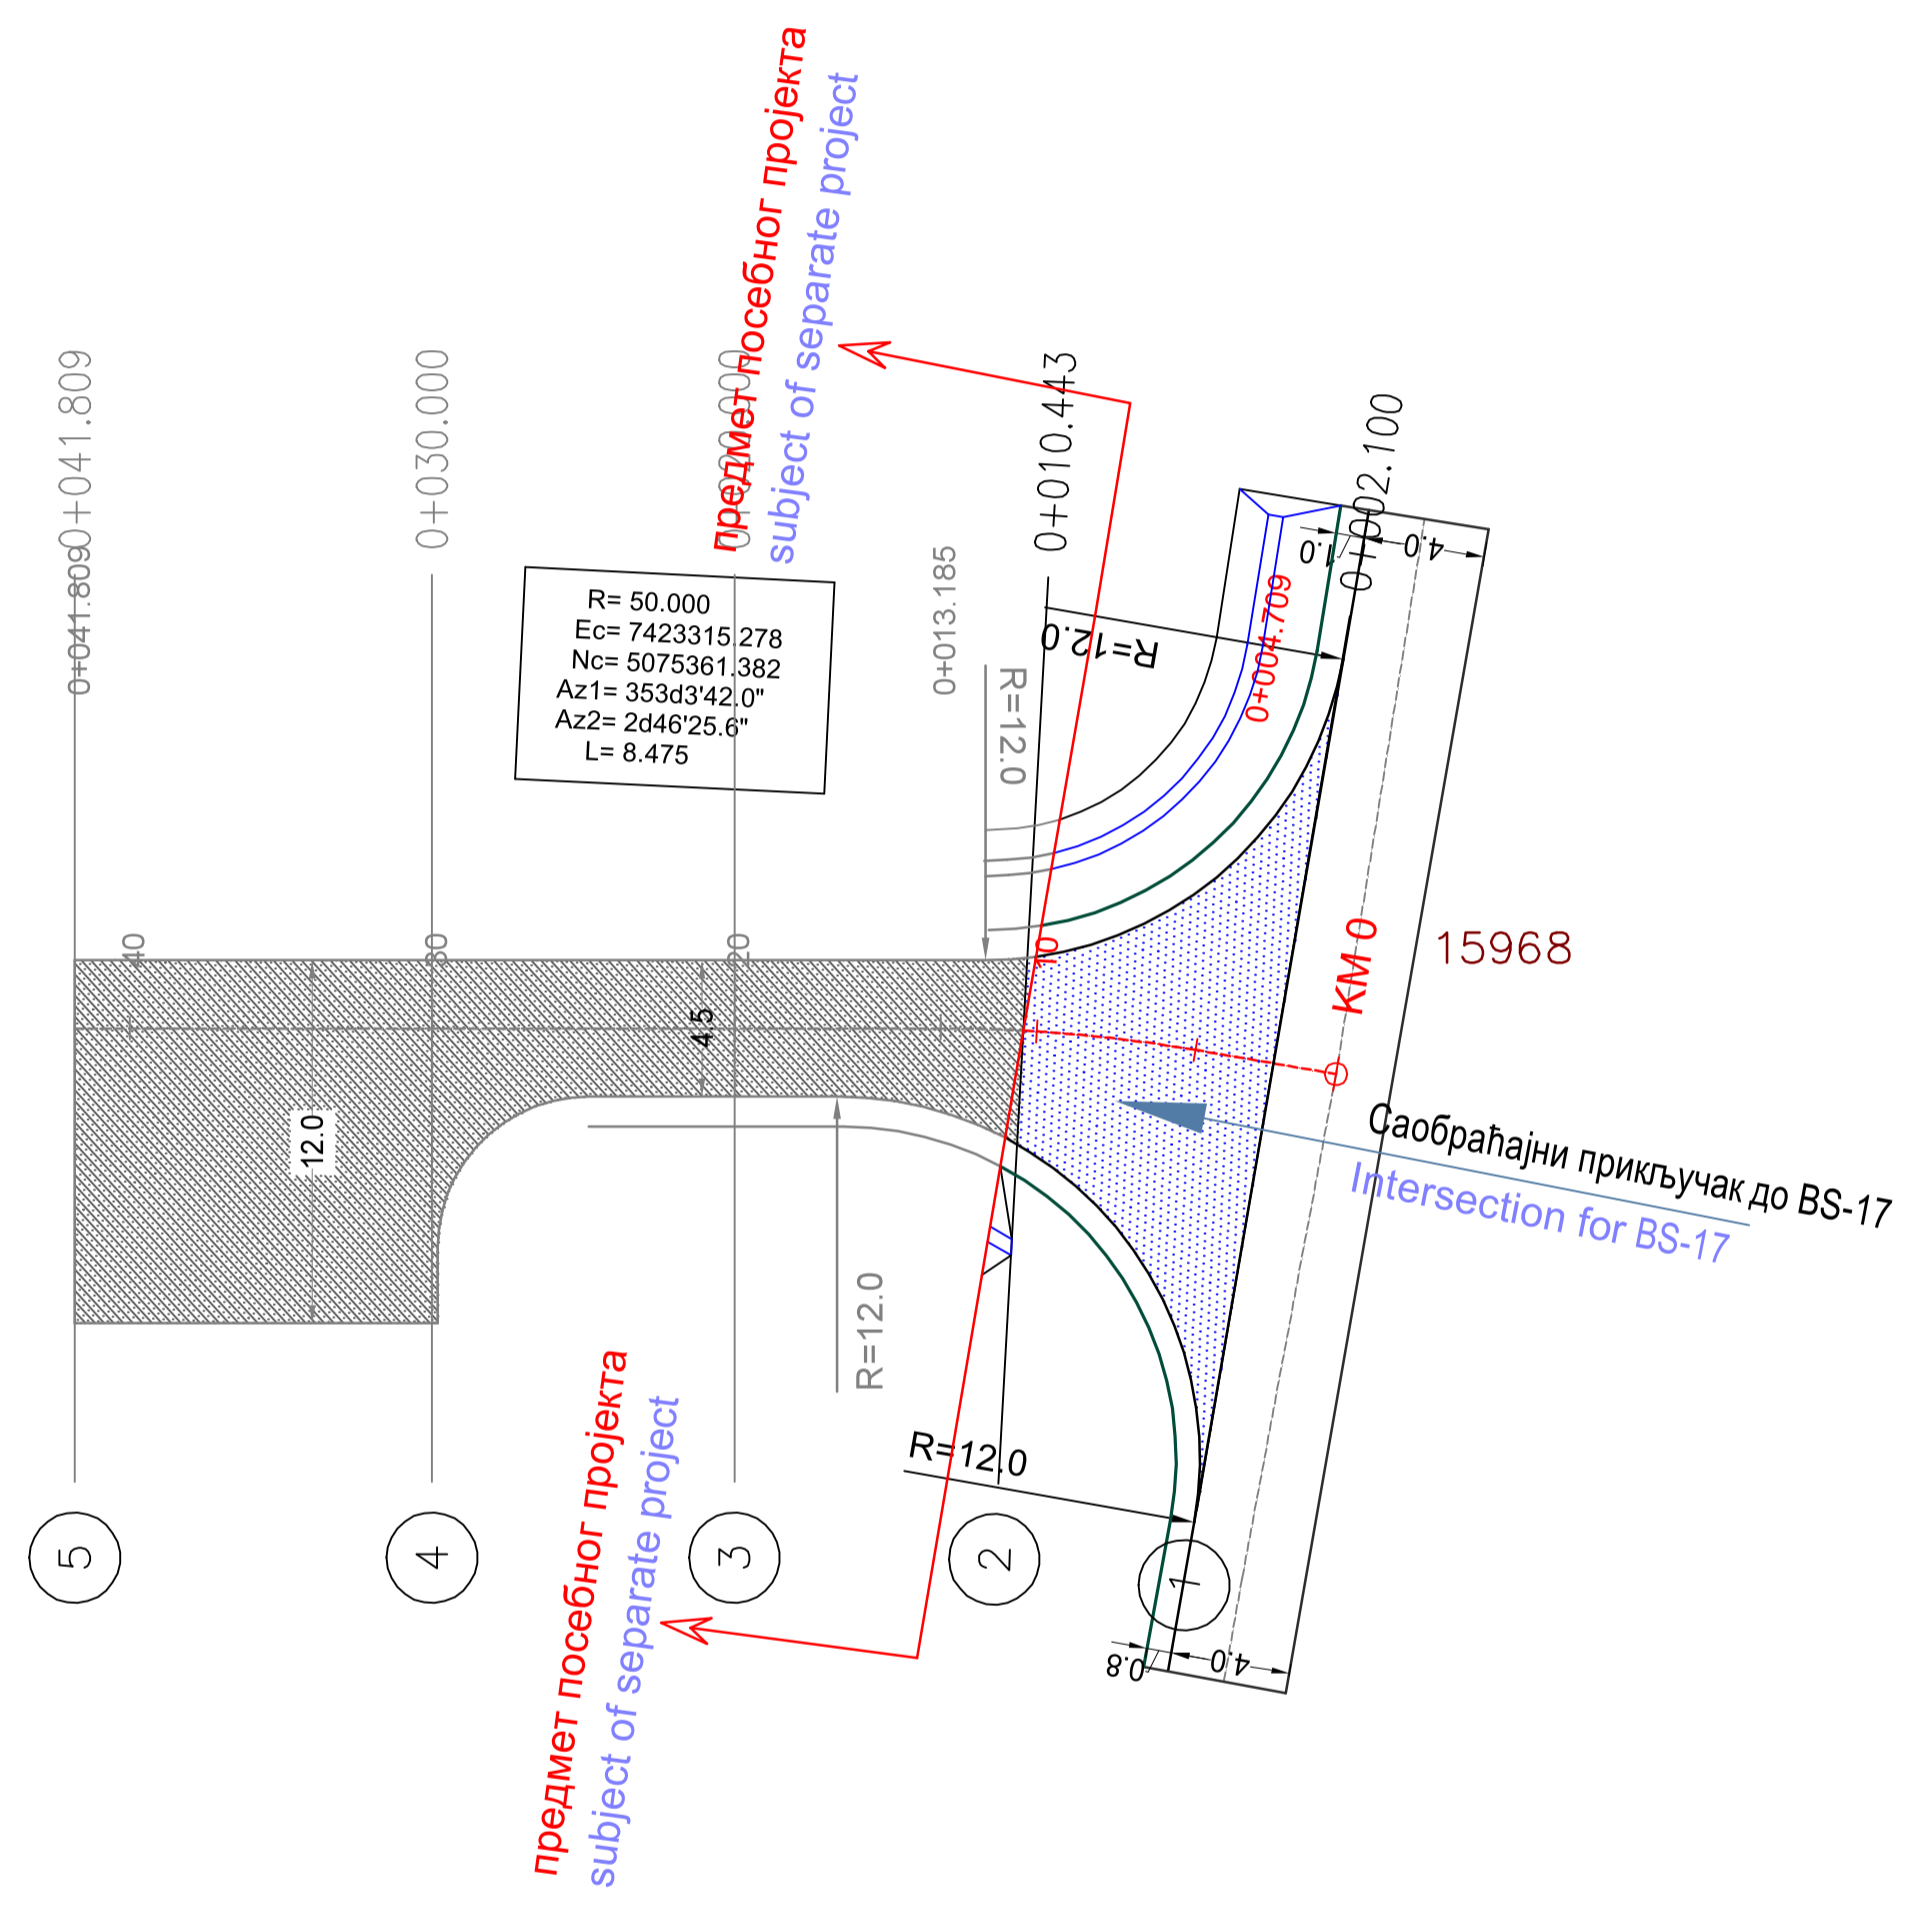 предмет посебног пројекта
subject of separate project
0+041.809
0+030.000
0+020.000
0+010.443
0+002.100
0+041.809
0+013.185
0+004.709
R= 50.000
Ec= 7423315.278
Nc= 5075361.382
Az1= 353d3'42.0"
Az2= 2d46'25.6"
L= 8.475
R=12.0
R=12.0
1.0
4.0
40
30
20
10
KM 0
15968
4.5
12.0
Саобраћајни прикључак до BS-17
Intersection for BS-17
R=12.0
R=12.0
предмет посебног пројекта
subject of separate project
5
4
3
2
1
0.8
4.0